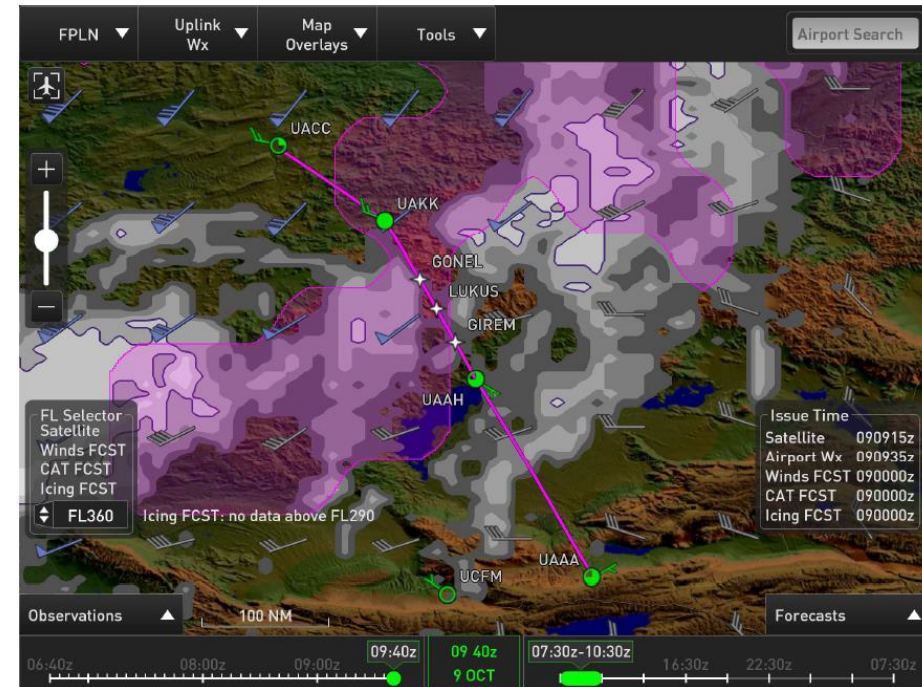 FPLN
Uplink
Wx
Map
Overlays
Tools
Airport Search
UACC
UAKK
GONEL
LUKUS
GIREM
UAAH
FL Selector
Satellite
Winds FCST
CAT FCST
Icing FCST
FL360
Icing FCST: no data above FL290
Issue Time
Satellite 090915z
Airport Wx 090935z
Winds FCST 090000z
CAT FCST 090000z
Icing FCST 090000z
UAAA
UCFM
Observations
100 NM
Forecasts
09:40z
09 40z
07:30z-10:30z
06:40z
08:00z
09:00z
9 OCT
16:30z
22:30z
07:30z